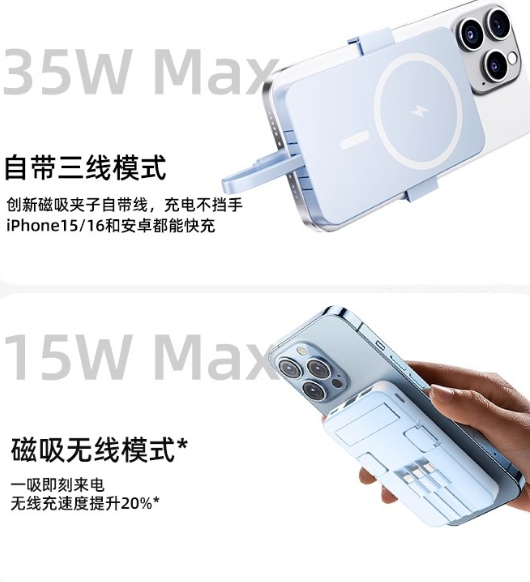 35W Max
自带三线模式
创新磁吸夹子自带线，充电不挡手
iPhone15/16和安卓都能快充
15W Max
磁吸无线模式*
一吸即刻来电
无线充速度提升20%*